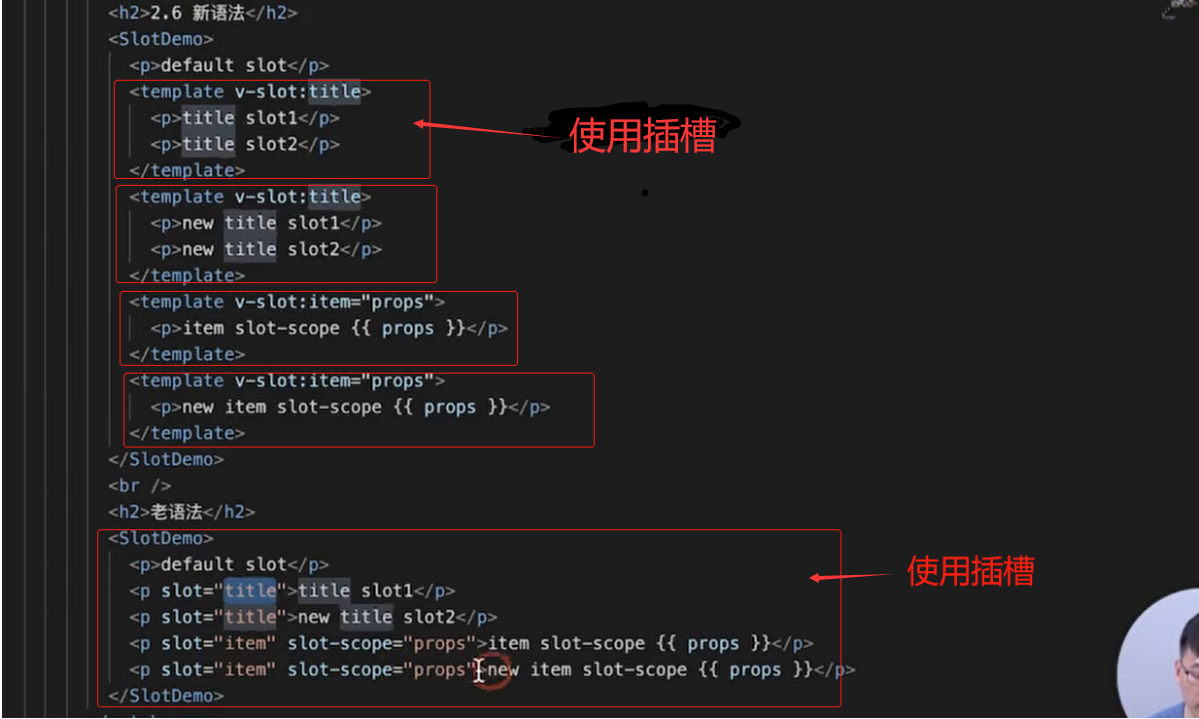 <h2>2.6 新语法</h2>
<SlotDemo>
<p>default slot</p>
<template v-slot:title>
<p>title slot1</p>
使用插槽
<p>title slot2</p>
</template>
<template v-slot:title>
<p>new title slot1</p>
<p>new title slot2</p>
</template>
<template v-slot:item="props">
<p>item slot-scope {{ props }}</p>
</template>
<template v-slot:item="props">
<p>new item slot-scope {{ props }}</p>
</template>
</SlotDemo>
<br />
<h2>老语法</h2>
<SlotDemo>
<p>default slot</p>
使用插槽
<p slot="title">title slot1</p>
<p slot="title">new title slot2</p>
<p slot="item" slot-scope="props">item slot-scope {{ props }}</p>
<p slot="item" slot-scope="props">new item slot-scope {{ props }}</p>
</SlotDemo>